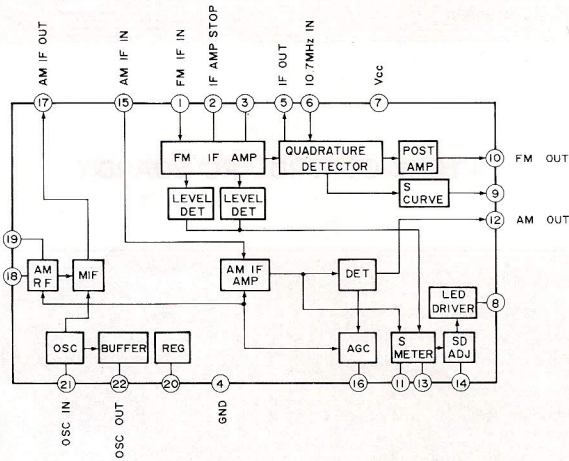 AM IF OUT
AM IF IN
FM IF IN
IF AMP STOP
IF OUT
10.7MHz IN
Vcc
17
15
1
2
3
5
6
7
FM IF AMP
QUADRATURE
DETECTOR
POST
AMP
10 FM OUT
LEVEL
DET
LEVEL
DET
S
CURVE
9
12 AM OUT
19
18
AM
RF
MIF
AM IF
AMP
DET
LED
DRIVER
8
OSC
BUFFER
REG
AGC
S
METER
SD
ADJ
21
22
20
4
16
11
13
14
OSC IN
OSC OUT
GND